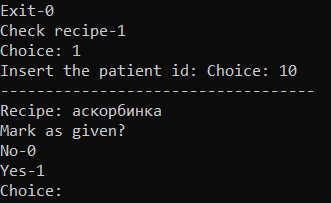 Exit-0
Check recipe-1
Choice: 1
Insert the patient id: Choice: 10
-----------------------------------
Recipe: аскорбинка
Mark as given?
No-0
Yes-1
Choice: